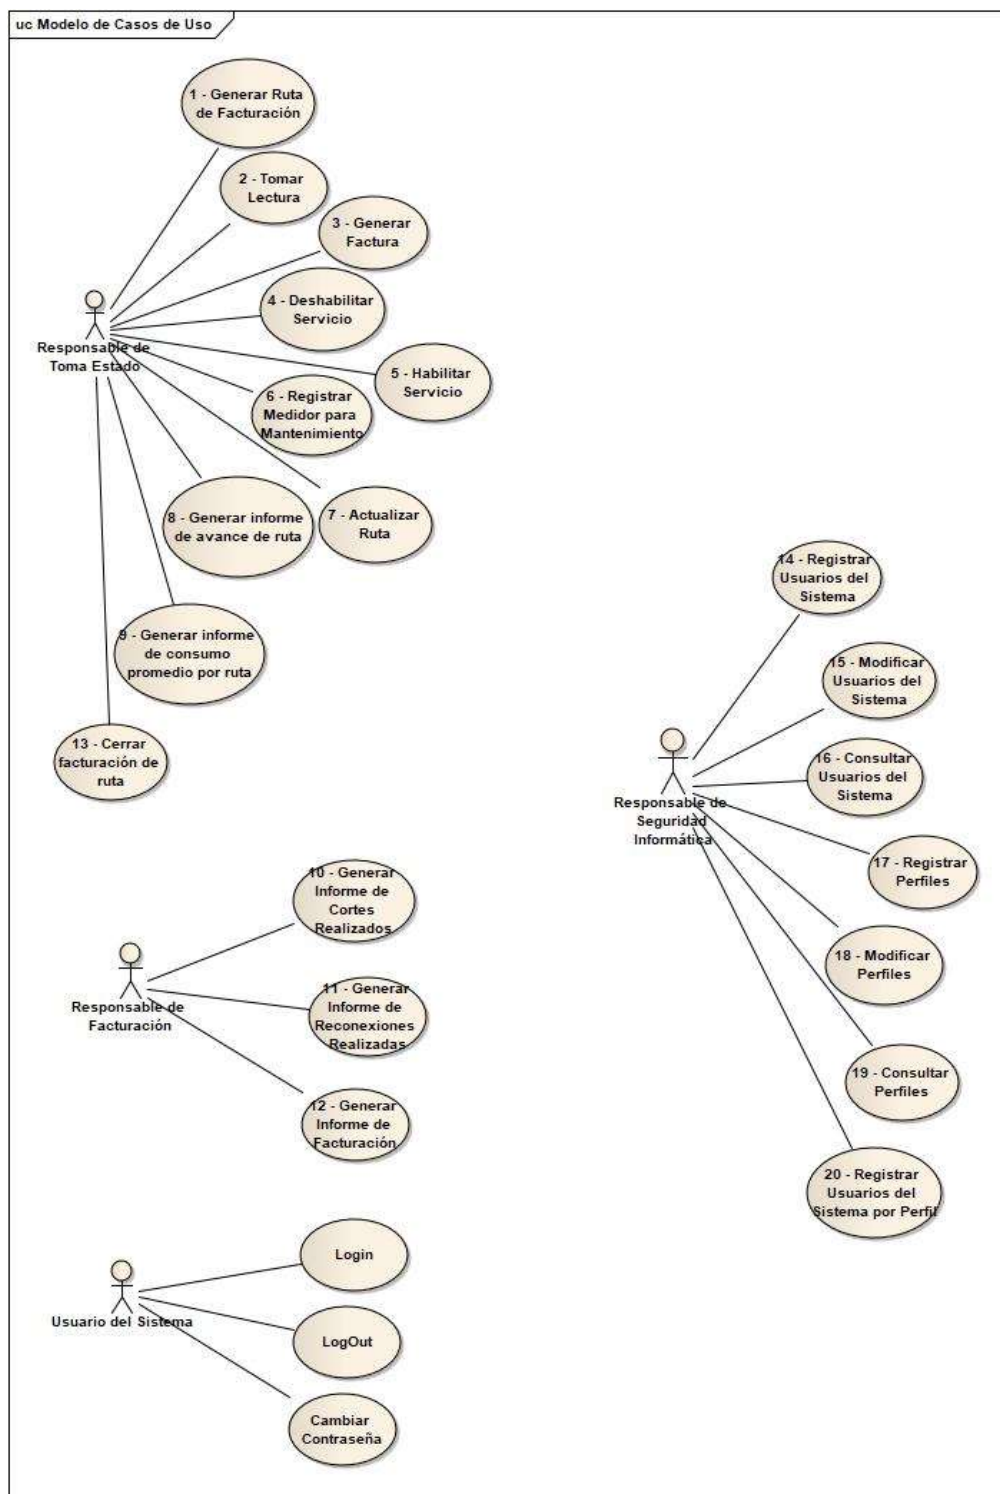 uc Modelo de Casos de Uso
1 - Generar Ruta
de Facturación
2 - Tomar
Lectura
3 - Generar
Factura
4 - Deshabilitar
Servicio
Responsable de
Toma Estado
5 - Habilitar
Servicio
6 - Registrar
Medidor para
Mantenimiento
8 - Generar informe
de avance de ruta
7 - Actualizar
Ruta
9 - Generar informe
de consumo
promedio por ruta
13 - Cerrar
facturación de
ruta
14 - Registrar
Usuarios del
Sistema
15 - Modificar
Usuarios del
Sistema
16 - Consultar
Usuarios del
Sistema
Responsable de
Seguridad
Informática
17 - Registrar
Perfiles
18 - Modificar
Perfiles
19 - Consultar
Perfiles
20 - Registrar
Usuarios del
Sistema por Perfil
10 - Generar
Informe de
Cortes
Realizados
Responsable de
Facturación
11 - Generar
Informe de
Reconexiones
Realizadas
12 - Generar
Informe de
Facturación
Login
Usuario del Sistema
LogOut
Cambiar
Contraseña